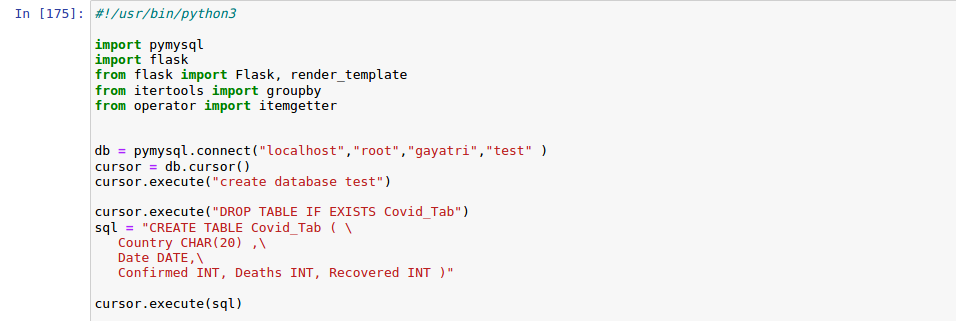 In [175]: #!/usr/bin/python3
import pymysql
import flask
from flask import Flask, render_template
from itertools import groupby
from operator import itemgetter
db = pymysql.connect("localhost","root","gayatri","test" )
cursor = db.cursor()
cursor.execute("create database test")
cursor.execute("DROP TABLE IF EXISTS Covid_Tab")
sql = "CREATE TABLE Covid_Tab ( \
Country CHAR(20) ,\
Date DATE,\
Confirmed INT, Deaths INT, Recovered INT )"
cursor.execute(sql)